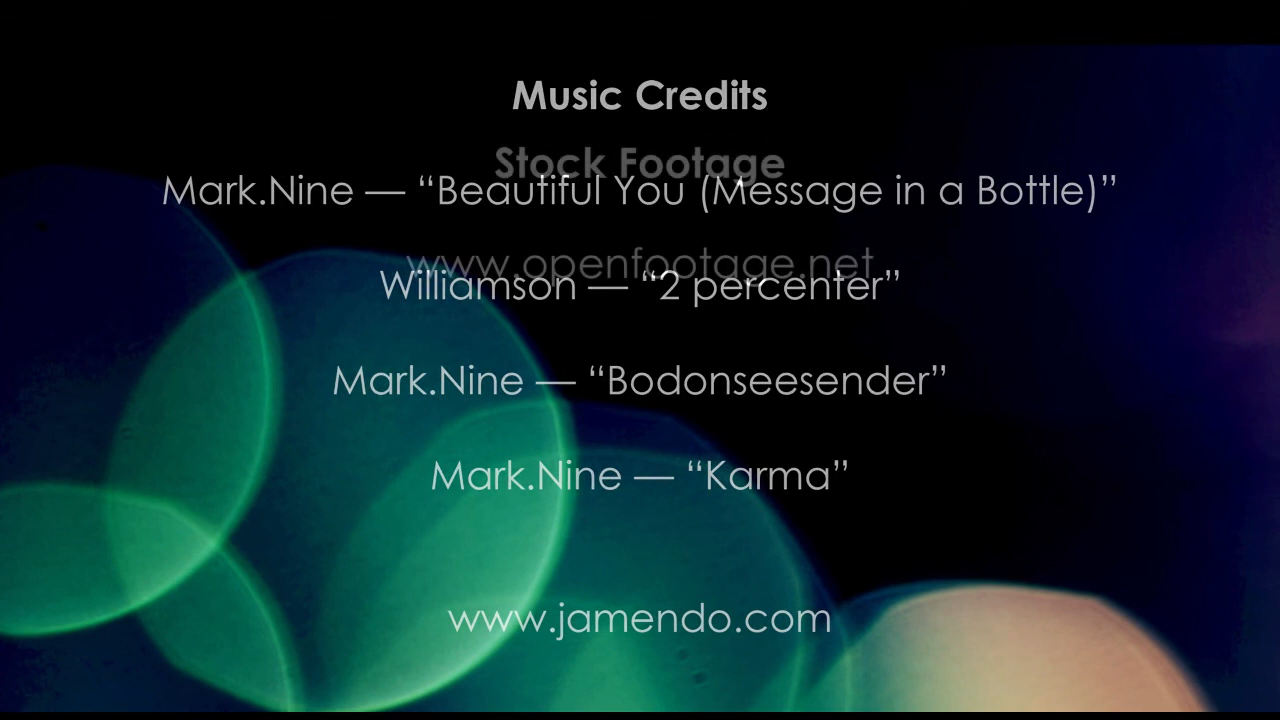 Music Credits
Stock Footage
Mark.Nine — “Beautiful You (Message in a Bottle)”
www.openfootage.net
Williamson — “2 percenter”
Mark.Nine — “Bodonseesender”
Mark.Nine — “Karma”
www.jamendo.com